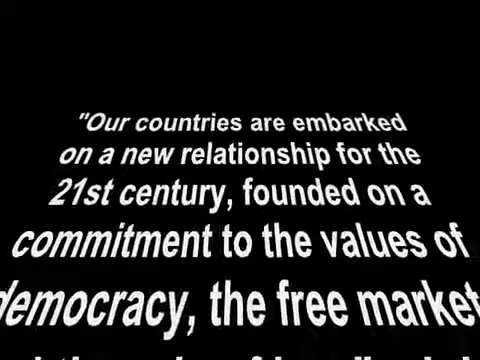 "Our countries are embarked
on a new relationship for the
21st century, founded on a
commitment to the values of
democracy, the free market